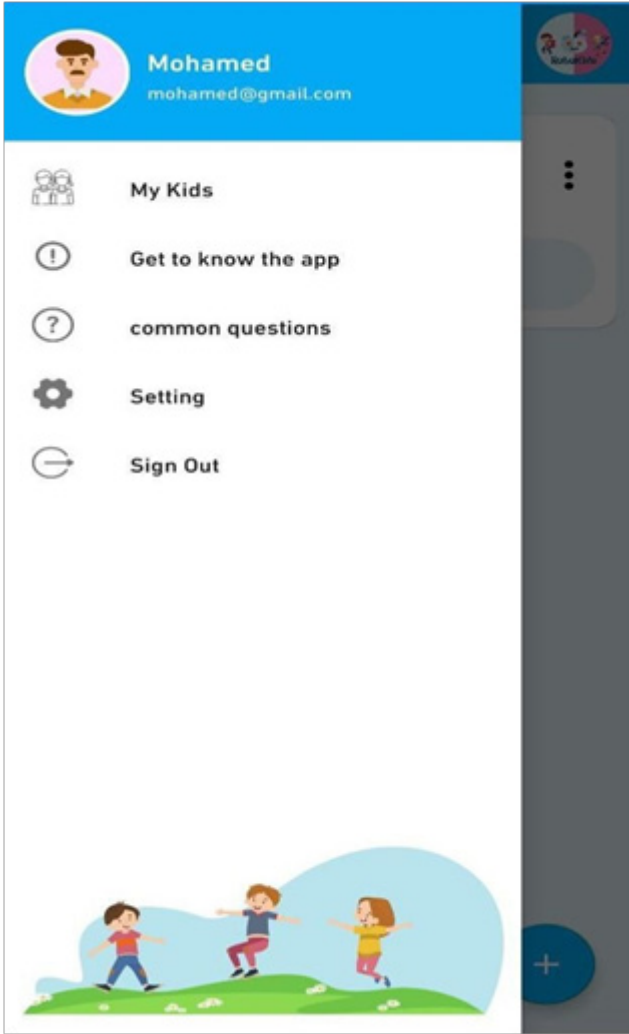 Mohamed
mohamed@gmail.com
My Kids
Get to know the app
common questions
Setting
Sign Out